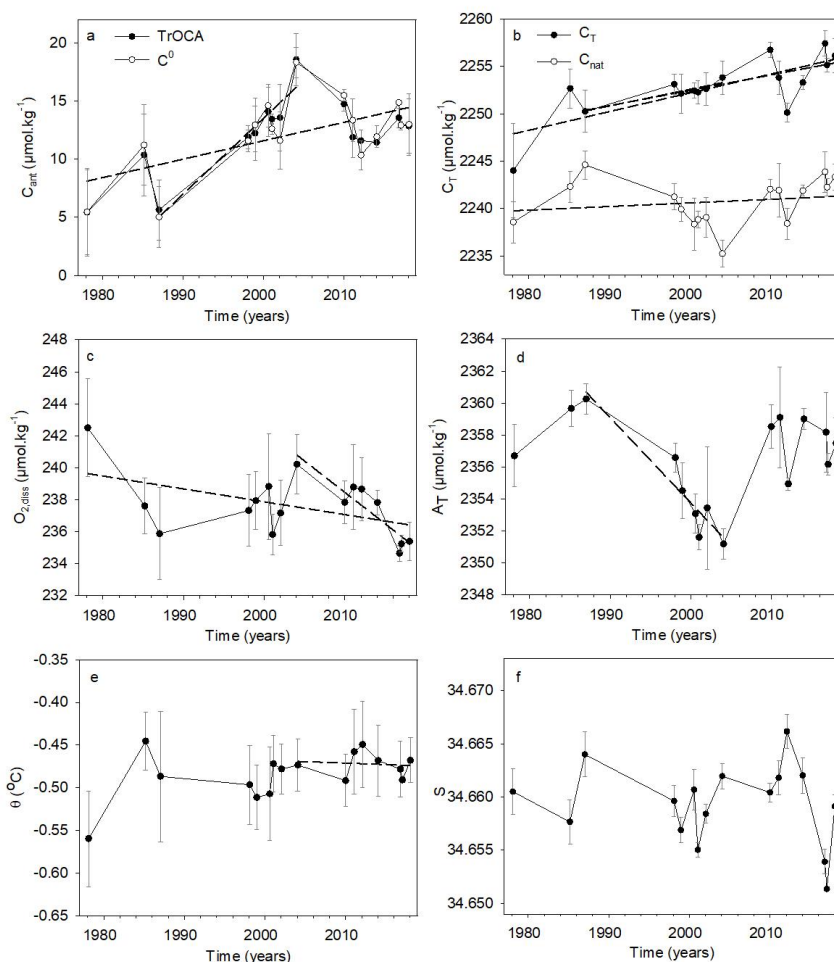 a
TrOCA
C⁰
20
15
10
5
0
C_ant (µmol.kg⁻¹)
1980 1990 2000 2010
Time (years)
b
C_T
C_nat
2260
2255
2250
2245
2240
2235
C_T (µmol.kg⁻¹)
1980 1990 2000 2010
Time (years)
c
248
246
244
242
240
238
236
234
232
O_2,diss (µmol.kg⁻¹)
1980 1990 2000 2010
Time (years)
d
2364
2362
2360
2358
2356
2354
2352
2350
2348
A_T (µmol.kg⁻¹)
1980 1990 2000 2010
Time (years)
e
-0.35
-0.40
-0.45
-0.50
-0.55
-0.60
-0.65
θ (°C)
1980 1990 2000 2010
Time (years)
f
34.670
34.665
34.660
34.655
34.650
S
1980 1990 2000 2010
Time (years)